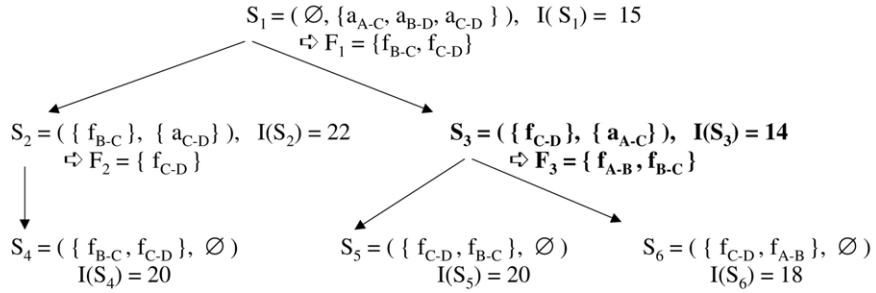 S₁ = ( ∅, {a_A-C, a_B-D, a_C-D } ), I( S₁) = 15
➪ F₁ = {f_B-C, f_C-D}
S₂ = ( { f_B-C }, { a_C-D} ), I(S₂) = 22 S₃ = ( { f_C-D }, { a_A-C} ), I(S₃) = 14
➪ F₂ = { f_C-D } ➪ F₃ = { f_A-B , f_B-C }
S₄ = ( { f_B-C , f_C-D }, ∅ ) S₅ = ( { f_C-D , f_B-C }, ∅ ) S₆ = ( { f_C-D , f_A-B }, ∅ )
I(S₄) = 20 I(S₅) = 20 I(S₆) = 18